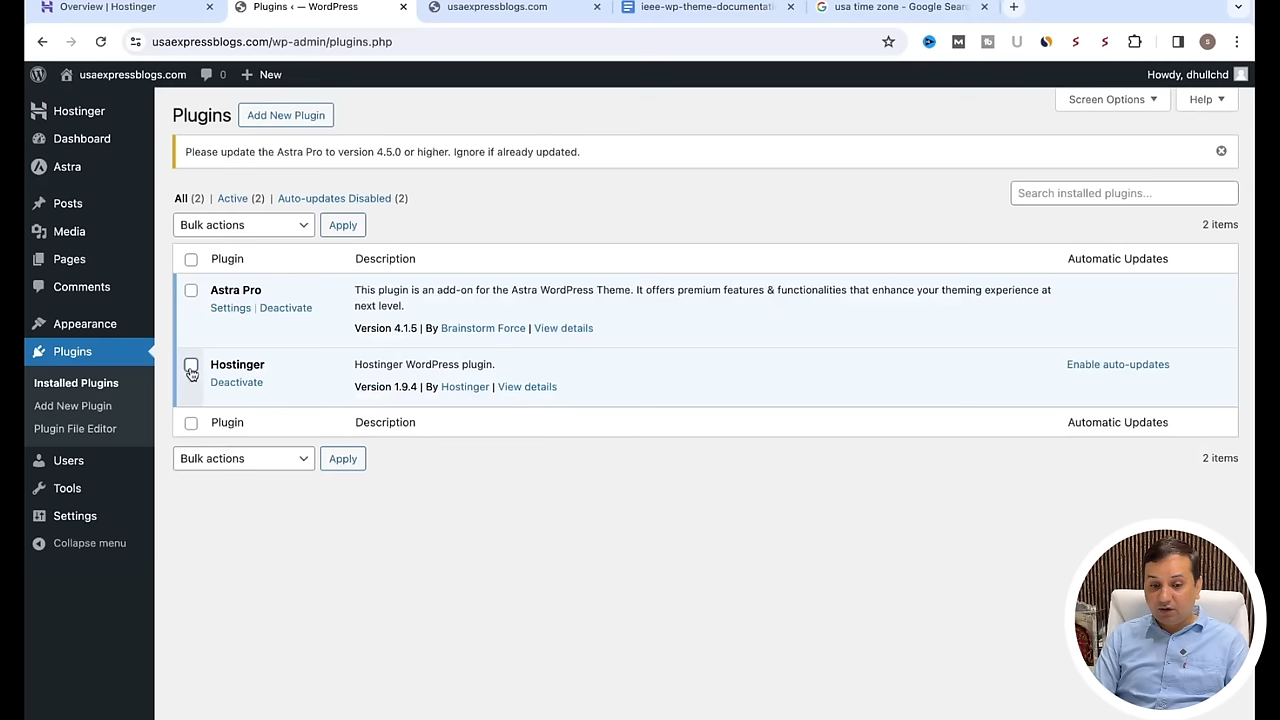 Overview | Hostinger
Plugins ‹ — WordPress
usaexpressblogs.com
ieee-wp-theme-documentati
usa time zone - Google Sear
usaexpressblogs.com/wp-admin/plugins.php
usaexpressblogs.com
0
New
Howdy, dhullchd
Hostinger
Dashboard
Astra
Posts
Media
Pages
Comments
Appearance
Plugins
Installed Plugins
Add New Plugin
Plugin File Editor
Users
Tools
Settings
Collapse menu
Screen Options
Help
Plugins
Add New Plugin
Please update the Astra Pro to version 4.5.0 or higher. Ignore if already updated.
All (2) | Active (2) | Auto-updates Disabled (2)
Search installed plugins...
Bulk actions
Apply
2 items
Plugin
Description
Automatic Updates
Astra Pro
Settings | Deactivate
This plugin is an add-on for the Astra WordPress Theme. It offers premium features & functionalities that enhance your theming experience at
next level.
Version 4.1.5 | By Brainstorm Force | View details
Hostinger
Deactivate
Hostinger WordPress plugin.
Version 1.9.4 | By Hostinger | View details
Enable auto-updates
Plugin
Description
Automatic Updates
Bulk actions
Apply
2 items